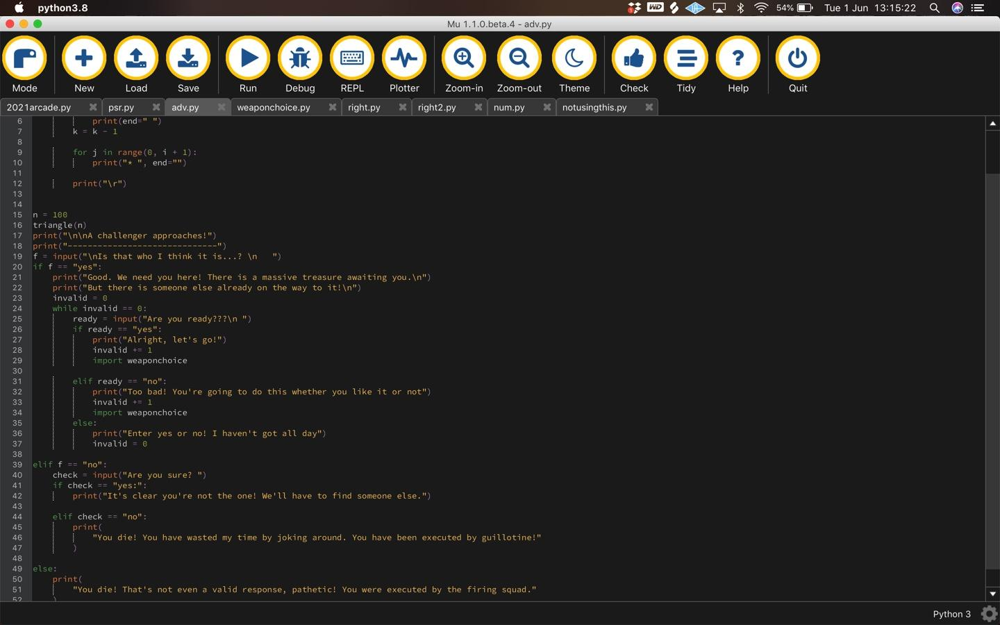 python3.8
1
WD
54%
Tue 1 Jun 13:15:22
Mu 1.1.0.beta.4 - adv.py
Mode
New
Load
Save
Run
Debug
REPL
Plotter
Zoom-in
Zoom-out
Theme
Check
Tidy
Help
Quit
2021arcade.py
psr.py
adv.py
weaponchoice.py
right.py
right2.py
num.py
notusingthis.py
6 print(end=" ")
7 k = k - 1
8
9 for j in range(0, i + 1):
10 print("* ", end="")
11
12 print("\r")
13
14
15 n = 100
16 triangle(n)
17 print("\n\nA challenger approaches!")
18 print("------------------------------")
19 f = input("\nIs that who I think it is...? \n   ")
20 if f == "yes":
21 print("Good. We need you here! There is a massive treasure awaiting you.\n")
22 print("But there is someone else already on the way to it!\n")
23 invalid = 0
24 while invalid == 0:
25 ready = input("Are you ready???\n ")
26 if ready == "yes":
27 print("Alright, let's go!")
28 invalid += 1
29 import weaponchoice
30
31 elif ready == "no":
32 print("Too bad! You're going to do this whether you like it or not")
33 invalid += 1
34 import weaponchoice
35 else:
36 print("Enter yes or no! I haven't got all day")
37 invalid = 0
38
39 elif f == "no":
40 check = input("Are you sure? ")
41 if check == "yes:":
42 print("It's clear you're not the one! We'll have to find someone else.")
43
44 elif check == "no":
45 print(
46 "You die! You have wasted my time by joking around. You have been executed by guillotine!"
47 )
48
49 else:
50 print(
51 "You die! That's not even a valid response, pathetic! You were executed by the firing squad."
52 )
Python 3